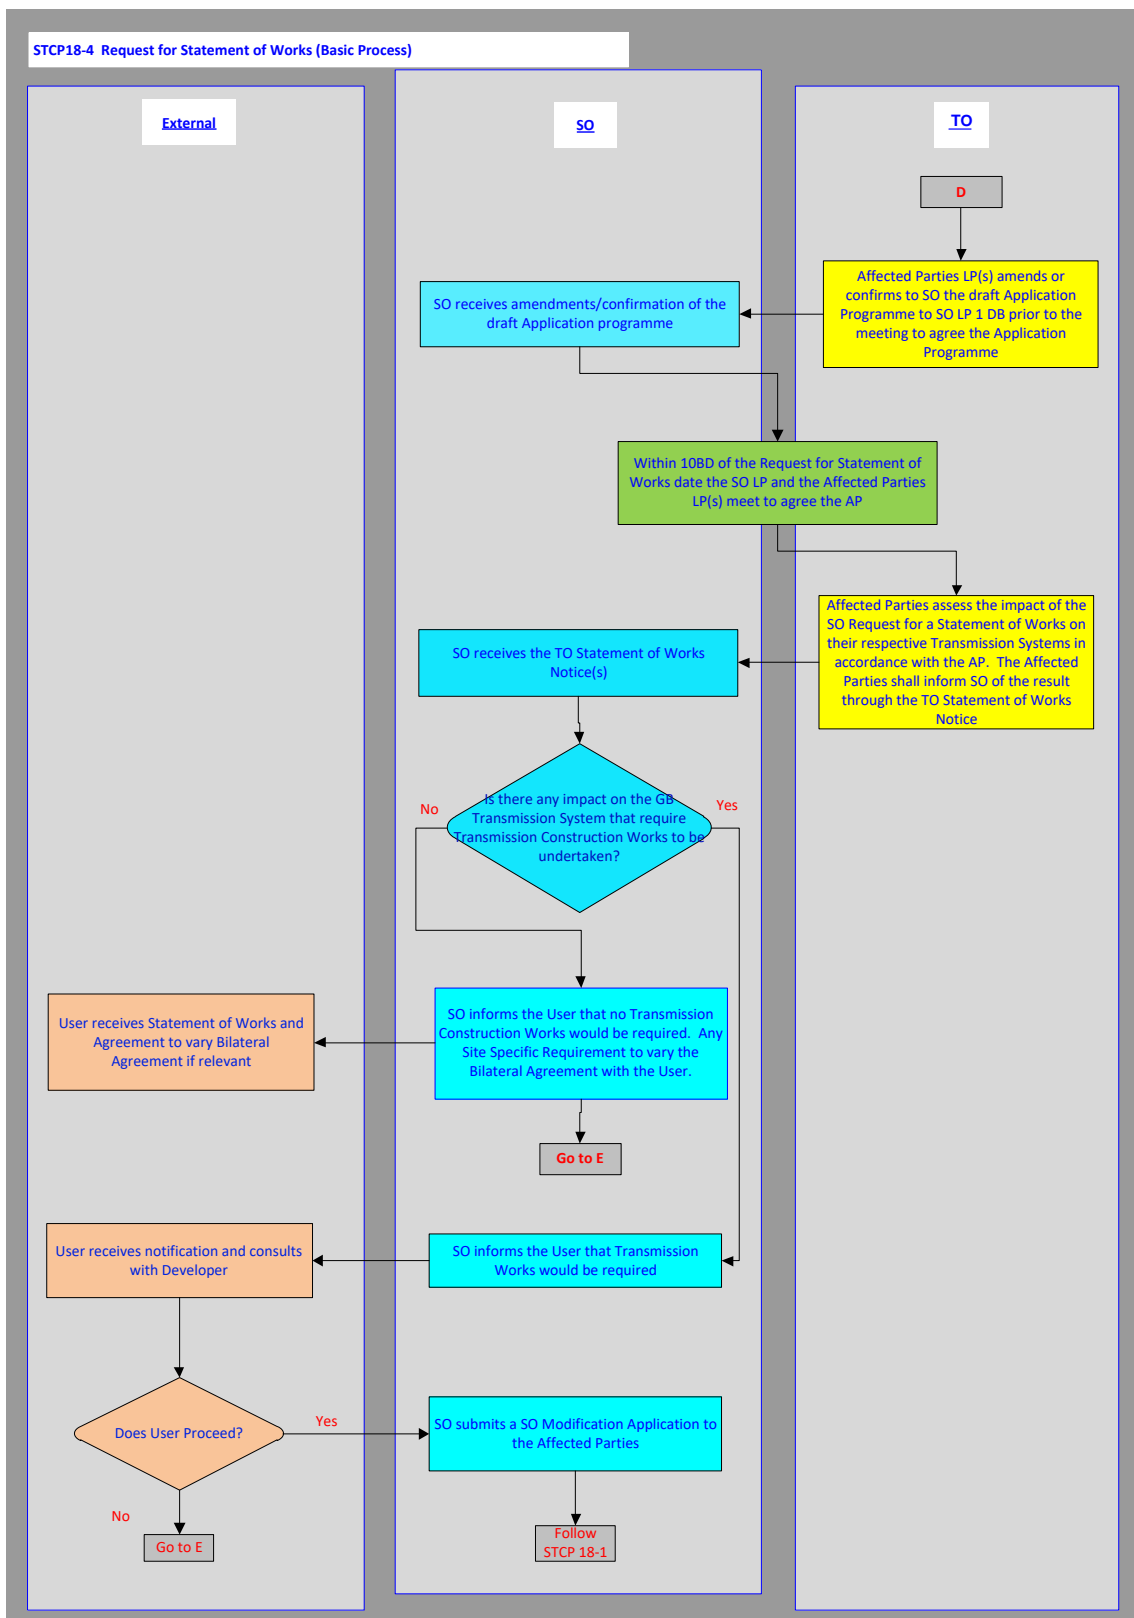 STCP18-4 Request for Statement of Works (Basic Process)
External
SO
TO
D
Affected Parties LP(s) amends or
confirms to SO the draft Application
Programme to SO LP 1 DB prior to the
meeting to agree the Application
Programme
SO receives amendments/confirmation of the
draft Application programme
Within 10BD of the Request for Statement of
Works date the SO LP and the Affected Parties
LP(s) meet to agree the AP
Affected Parties assess the impact of the
SO Request for a Statement of Works on
their respective Transmission Systems in
accordance with the AP. The Affected
Parties shall inform SO of the result
through the TO Statement of Works
Notice
SO receives the TO Statement of Works
Notice(s)
Is there any impact on the GB
Transmission System that require
Transmission Construction Works to be
undertaken?
No
Yes
SO informs the User that no Transmission
Construction Works would be required. Any
Site Specific Requirement to vary the
Bilateral Agreement with the User.
User receives Statement of Works and
Agreement to vary Bilateral
Agreement if relevant
Go to E
SO informs the User that Transmission
Works would be required
User receives notification and consults
with Developer
Does User Proceed?
Yes
SO submits a SO Modification Application to
the Affected Parties
No
Go to E
Follow
STCP 18-1